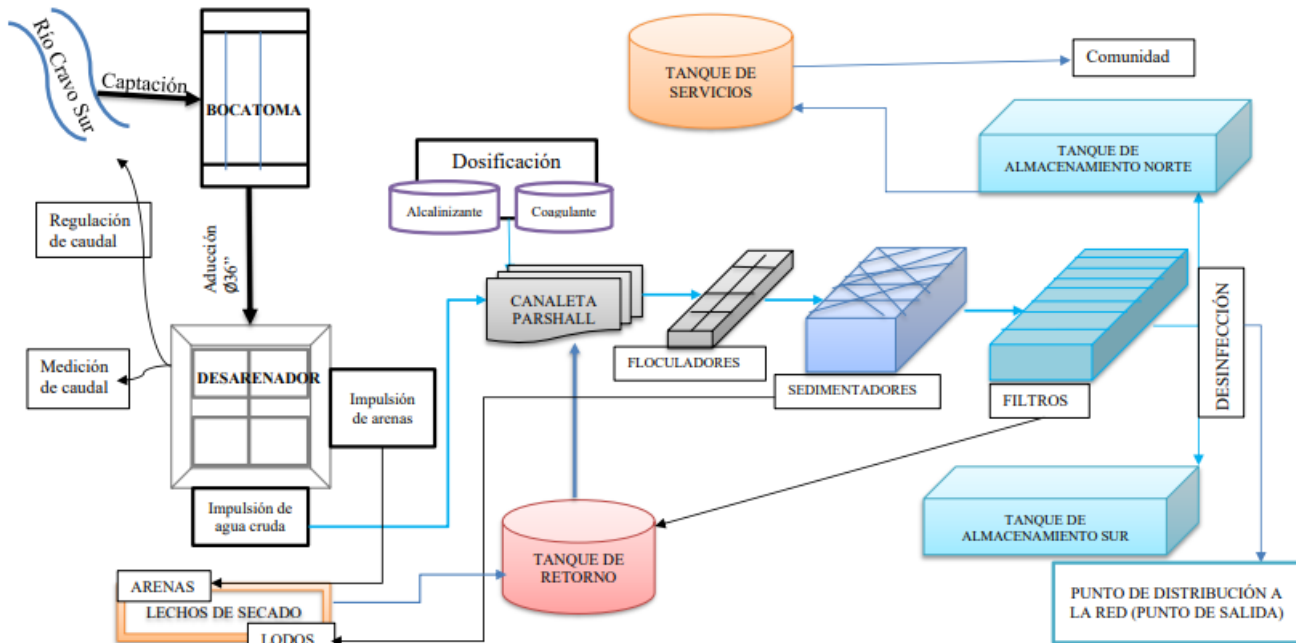 Río Cravo Sur
Captación
BOCATOMA
TANQUE DE
SERVICIOS
Comunidad
TANQUE DE
ALMACENAMIENTO NORTE
Dosificación
Alcalinizante
Coagulante
Regulación
de caudal
Aducción
Ø36”
CANALETA
PARSHALL
FLOCULADORES
SEDIMENTADORES
FILTROS
DESINFECCIÓN
Medición
de caudal
DESARENADOR
Impulsión
de arenas
Impulsión de
agua cruda
TANQUE DE
RETORNO
TANQUE DE
ALMACENAMIENTO SUR
ARENAS
LECHOS DE SECADO
LODOS
PUNTO DE DISTRIBUCIÓN A
LA RED (PUNTO DE SALIDA)